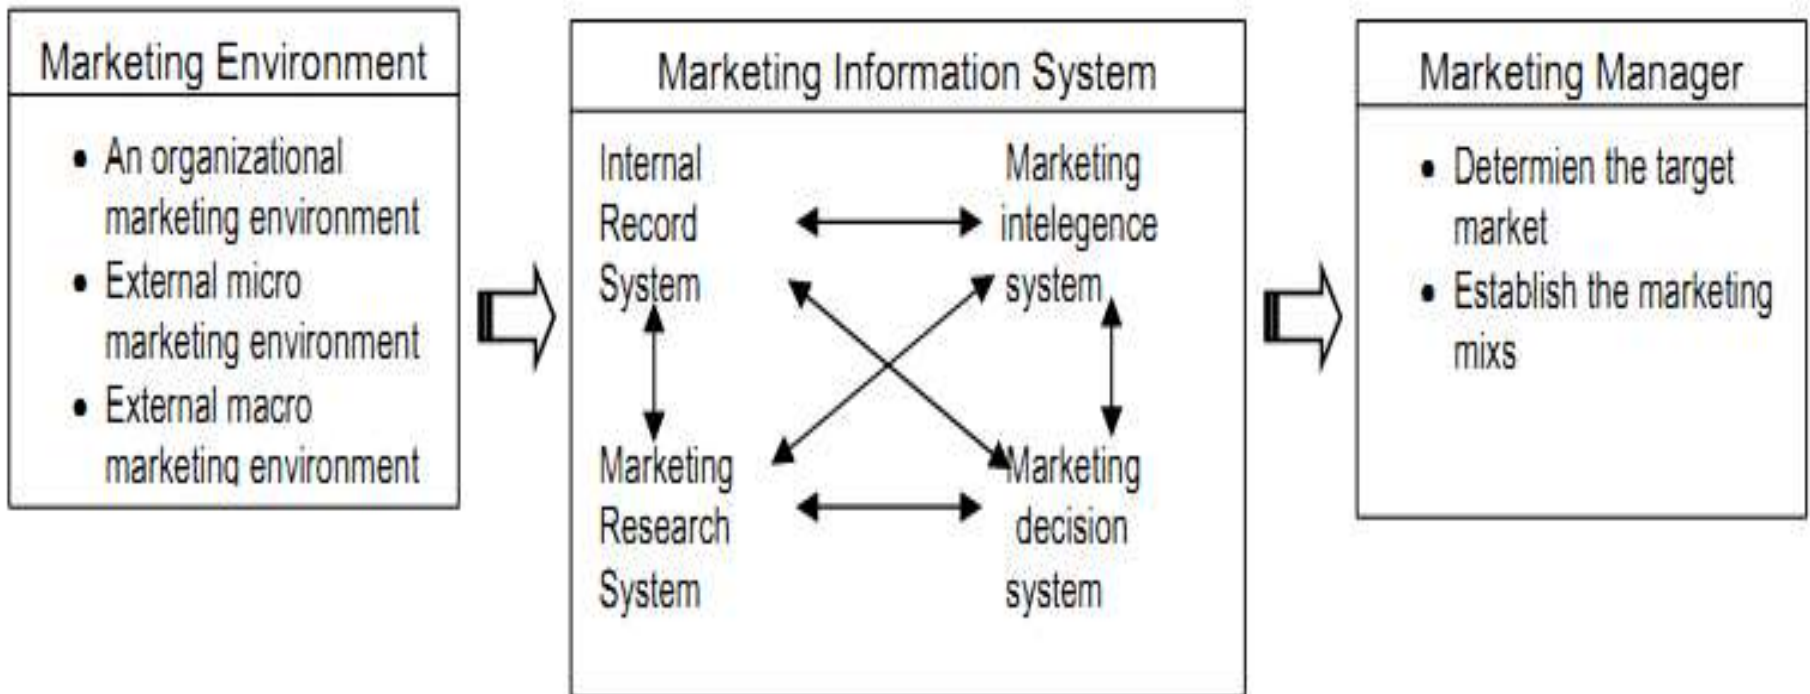 Marketing Environment
• An organizational
marketing environment
• External micro
marketing environment
• External macro
marketing environment
Marketing Information System
Internal
Record
System
Marketing
intelegence
system
Marketing
Research
System
Marketing
decision
system
Marketing Manager
• Determien the target
market
• Establish the marketing
mixs